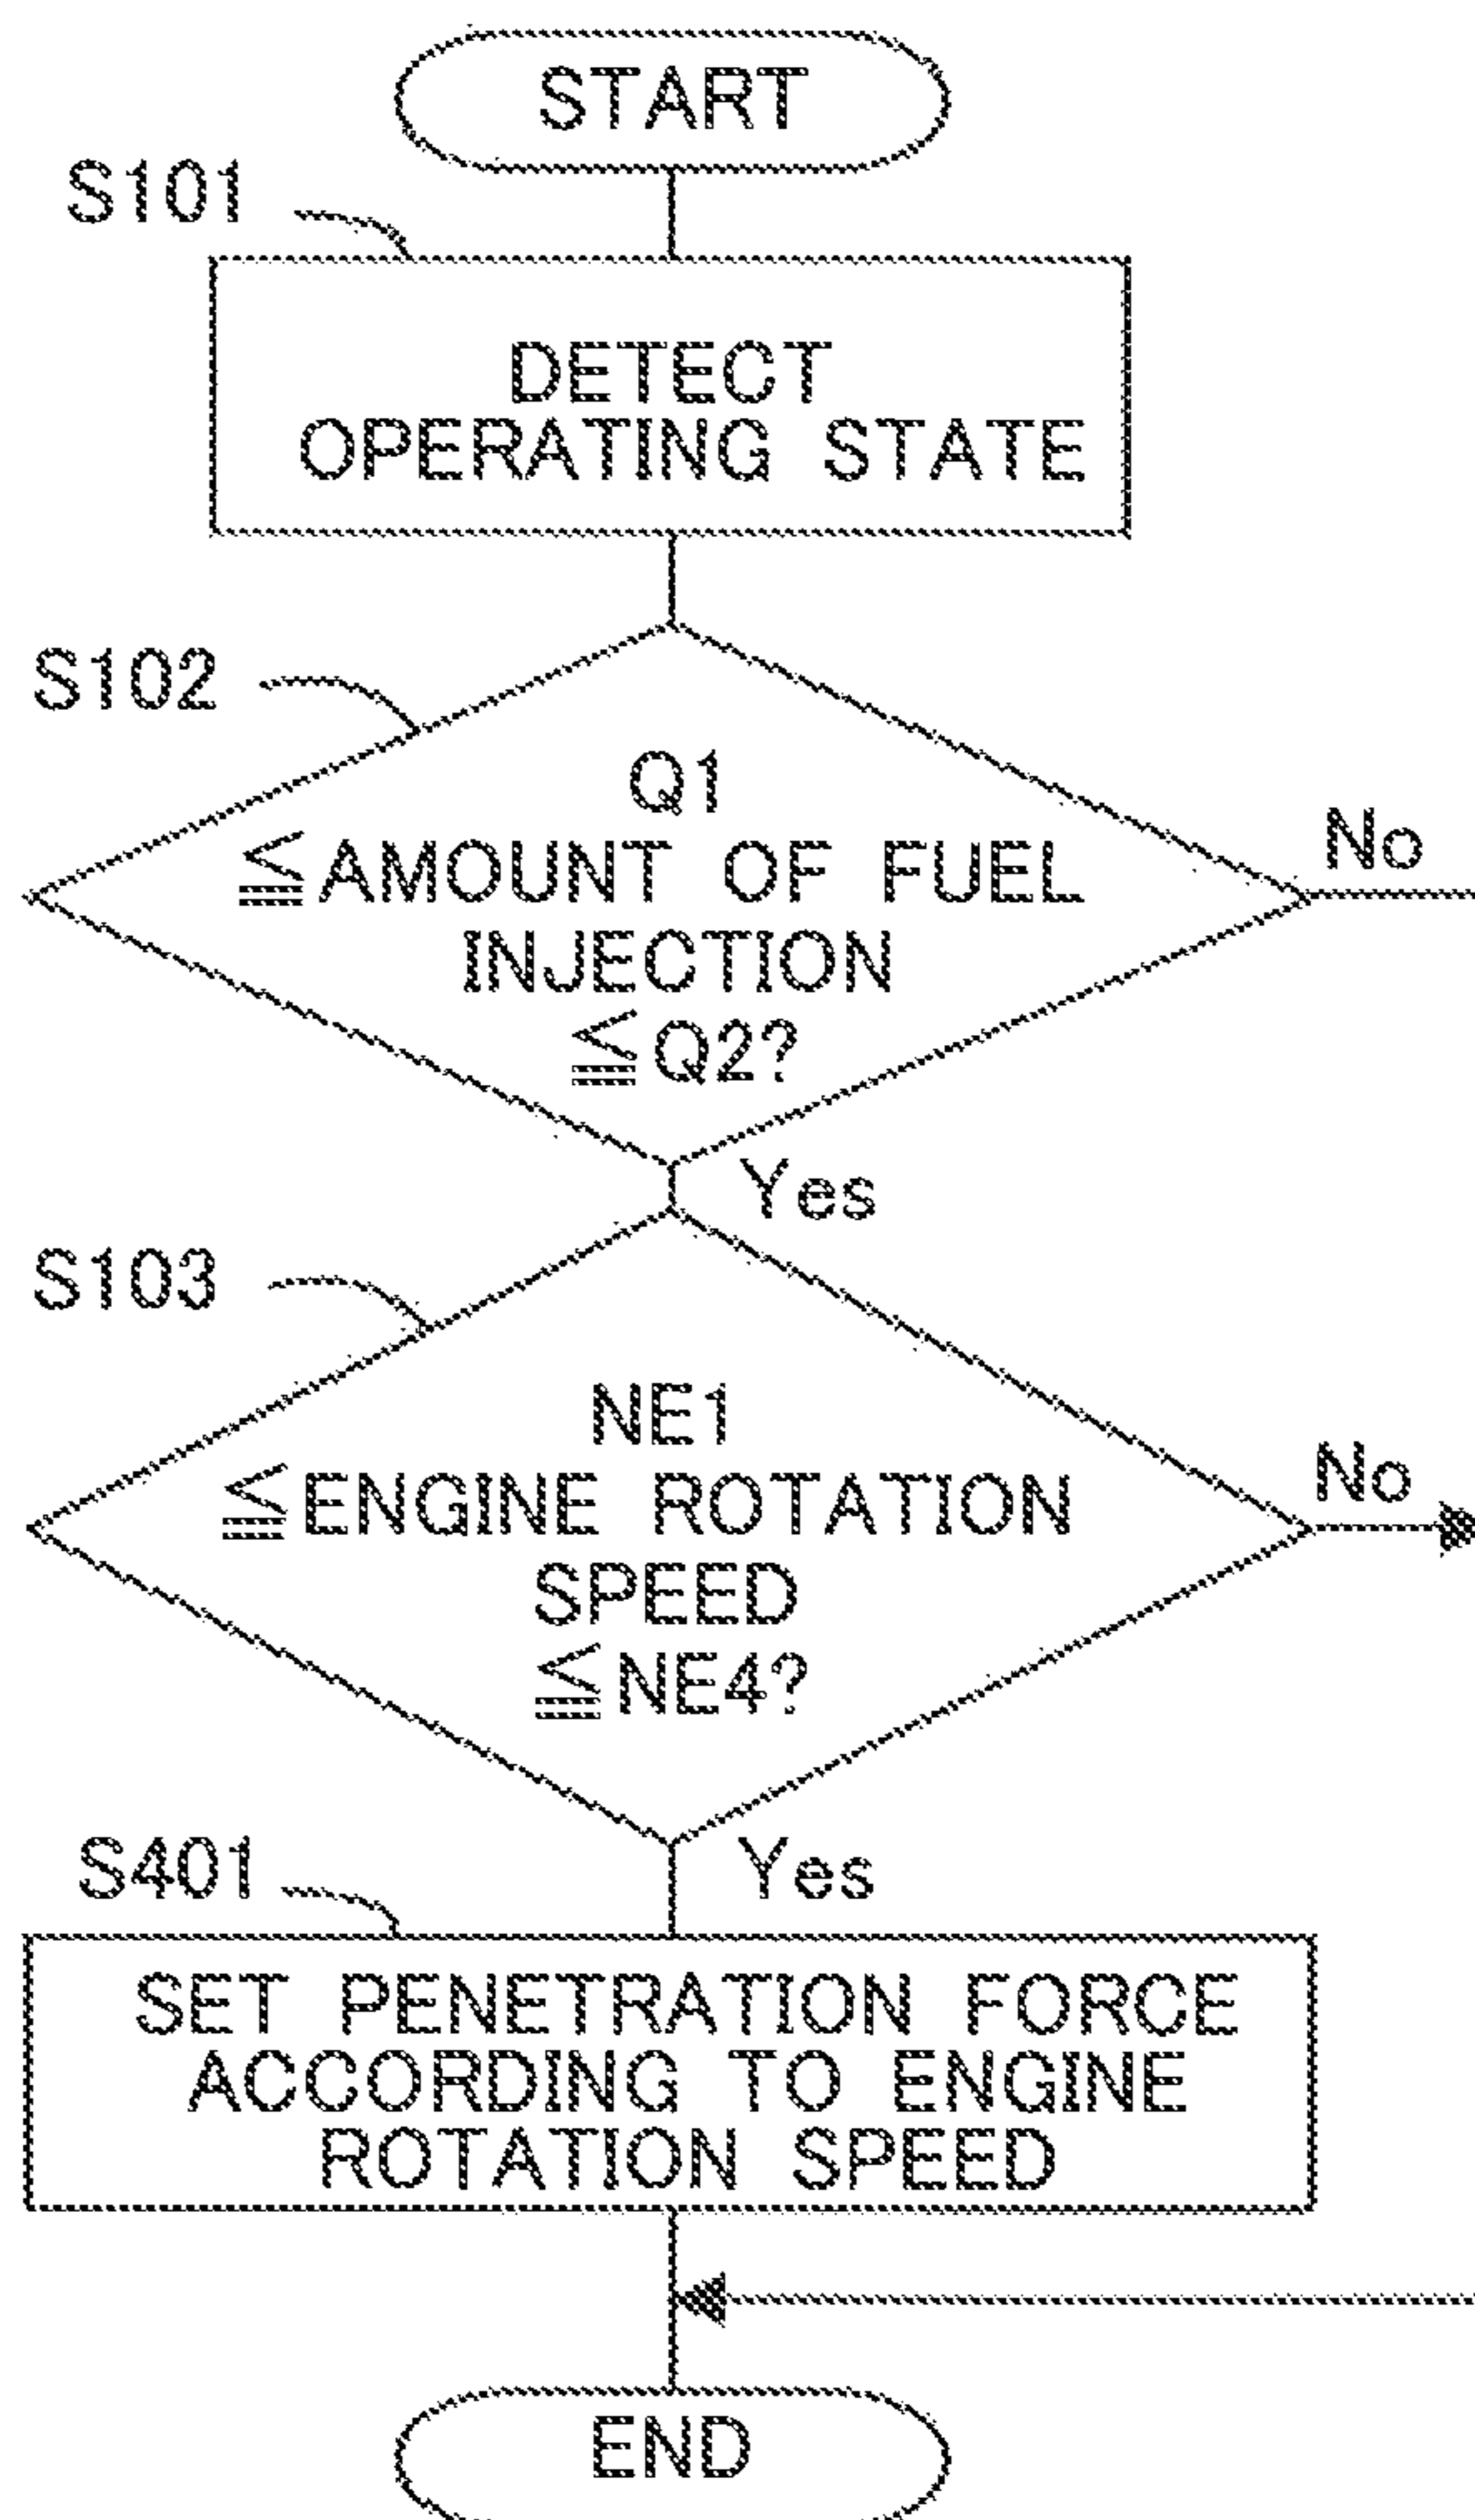 START
S101
DETECT
OPERATING STATE
S102
Q1
≦AMOUNT OF FUEL
INJECTION
≦Q2?
No
Yes
S103
NE1
≦ENGINE ROTATION
SPEED
≦NE4?
No
Yes
S401
SET PENETRATION FORCE
ACCORDING TO ENGINE
ROTATION SPEED
END